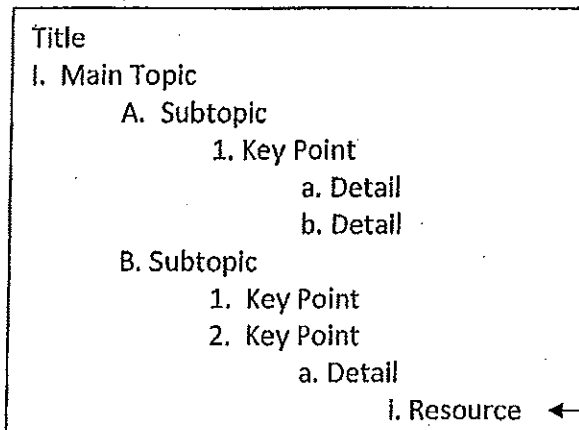 Title
I. Main Topic
A. Subtopic
1. Key Point
a. Detail
b. Detail
B. Subtopic
1. Key Point
2. Key Point
a. Detail
i. Resource ←